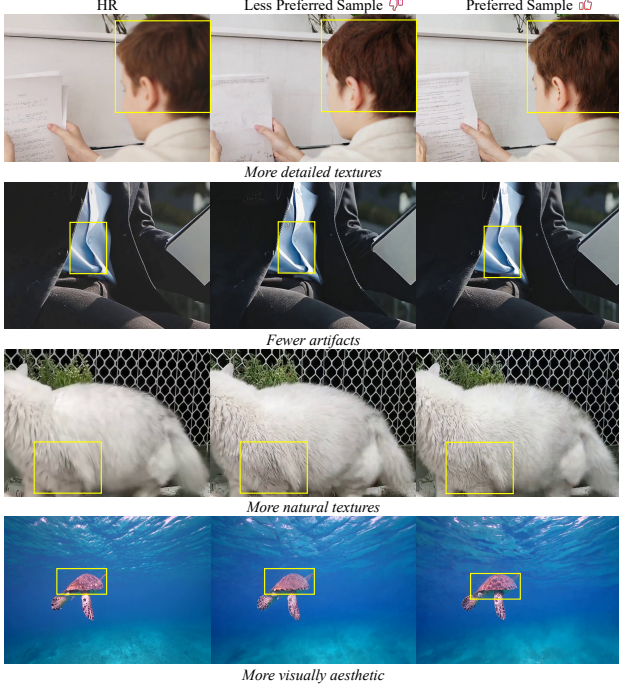 HR Less Preferred Sample Preferred Sample
More detailed textures
Fewer artifacts
More natural textures
More visually aesthetic